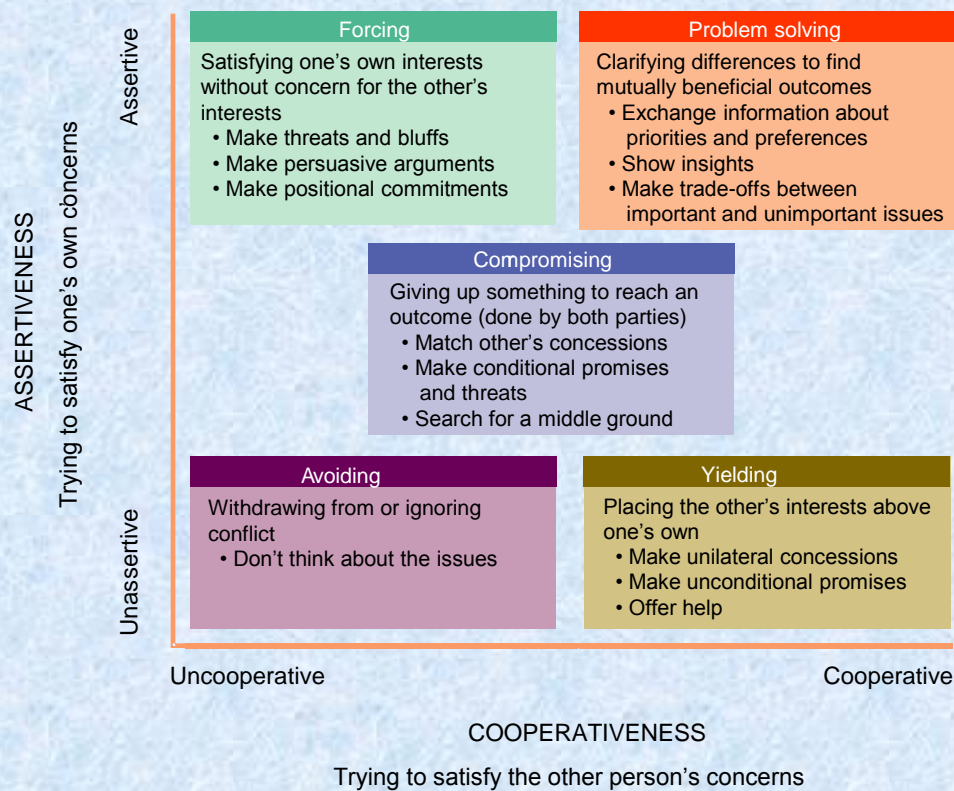 ASSERTIVENESS
Trying to satisfy one's own concerns
Assertive
Unassertive
Forcing
Satisfying one's own interests
without concern for the other's
interests
• Make threats and bluffs
• Make persuasive arguments
• Make positional commitments
Problem solving
Clarifying differences to find
mutually beneficial outcomes
• Exchange information about
priorities and preferences
• Show insights
• Make trade-offs between
important and unimportant issues
Compromising
Giving up something to reach an
outcome (done by both parties)
• Match other's concessions
• Make conditional promises
and threats
• Search for a middle ground
Avoiding
Withdrawing from or ignoring
conflict
• Don't think about the issues
Yielding
Placing the other's interests above
one's own
• Make unilateral concessions
• Make unconditional promises
• Offer help
Uncooperative
Cooperative
COOPERATIVENESS
Trying to satisfy the other person's concerns